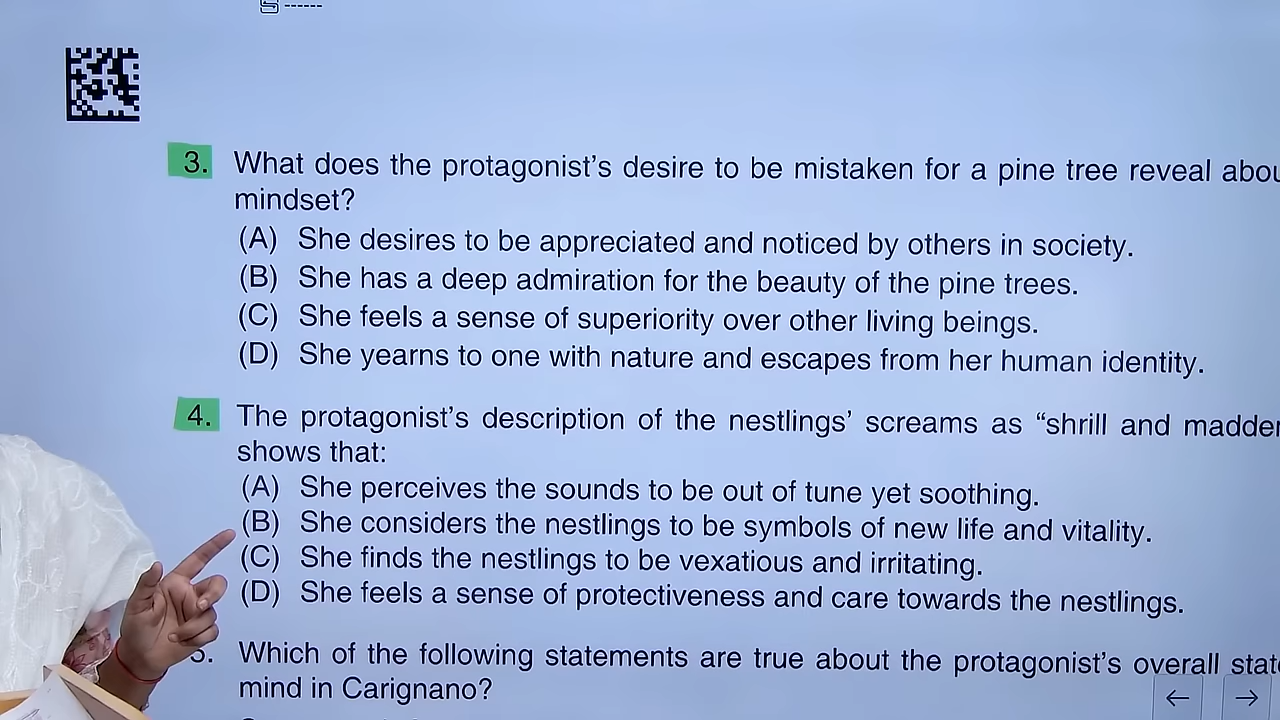 ------
3. What does the protagonist's desire to be mistaken for a pine tree reveal
mindset?
(A) She desires to be appreciated and noticed by others in society.
(B) She has a deep admiration for the beauty of the pine trees.
(C) She feels a sense of superiority over other living beings.
(D) She yearns to one with nature and escapes from her human identity.
4. The protagonist's description of the nestlings' screams as “shrill and
shows that:
(A) She perceives the sounds to be out of tune yet soothing.
(B) She considers the nestlings to be symbols of new life and vitality.
(C) She finds the nestlings to be vexatious and irritating.
(D) She feels a sense of protectiveness and care towards the nestlings.
5. Which of the following statements are true about the protagonist's overall
mind in Carignano?